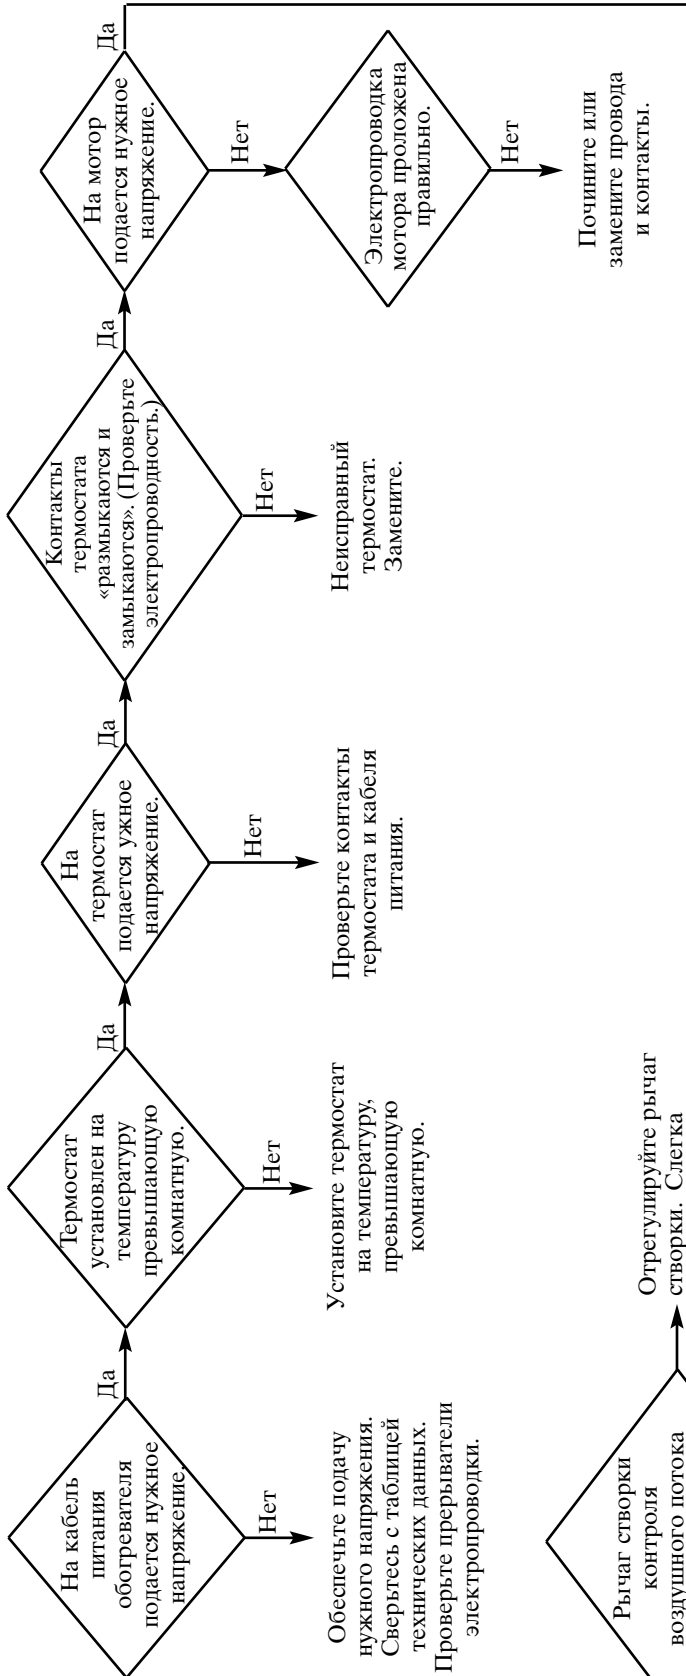 На кабель
питания
обогревателя
подается нужное
напряжение.
Да
Нет
Обеспечьте подачу
нужного напряжения.
Сверьтесь с таблицей
технических данных.
Проверьте прерыватели
электропроводки.
Термостат
установлен на
температуру
превышающую
комнатную.
Да
Нет
Установите термостат
на температуру,
превышающую
комнатную.
На
термостат
подается ужное
напряжение.
Да
Нет
Проверьте контакты
термостата и кабеля
питания.
Контакты
термостата
«размыкаются и
замыкаются». (Проверьте
электропроводность.)
Да
Нет
Неисправный
термостат.
Замените.
На мотор
подается нужное
напряжение.
Да
Нет
Электропроводка
мотора проложена
правильно.
Нет
Почините или
замените провода
и контакты.
Рычаг створки
контроля
воздушного потока
Отрегулируйте рычаг
створки. Слегка